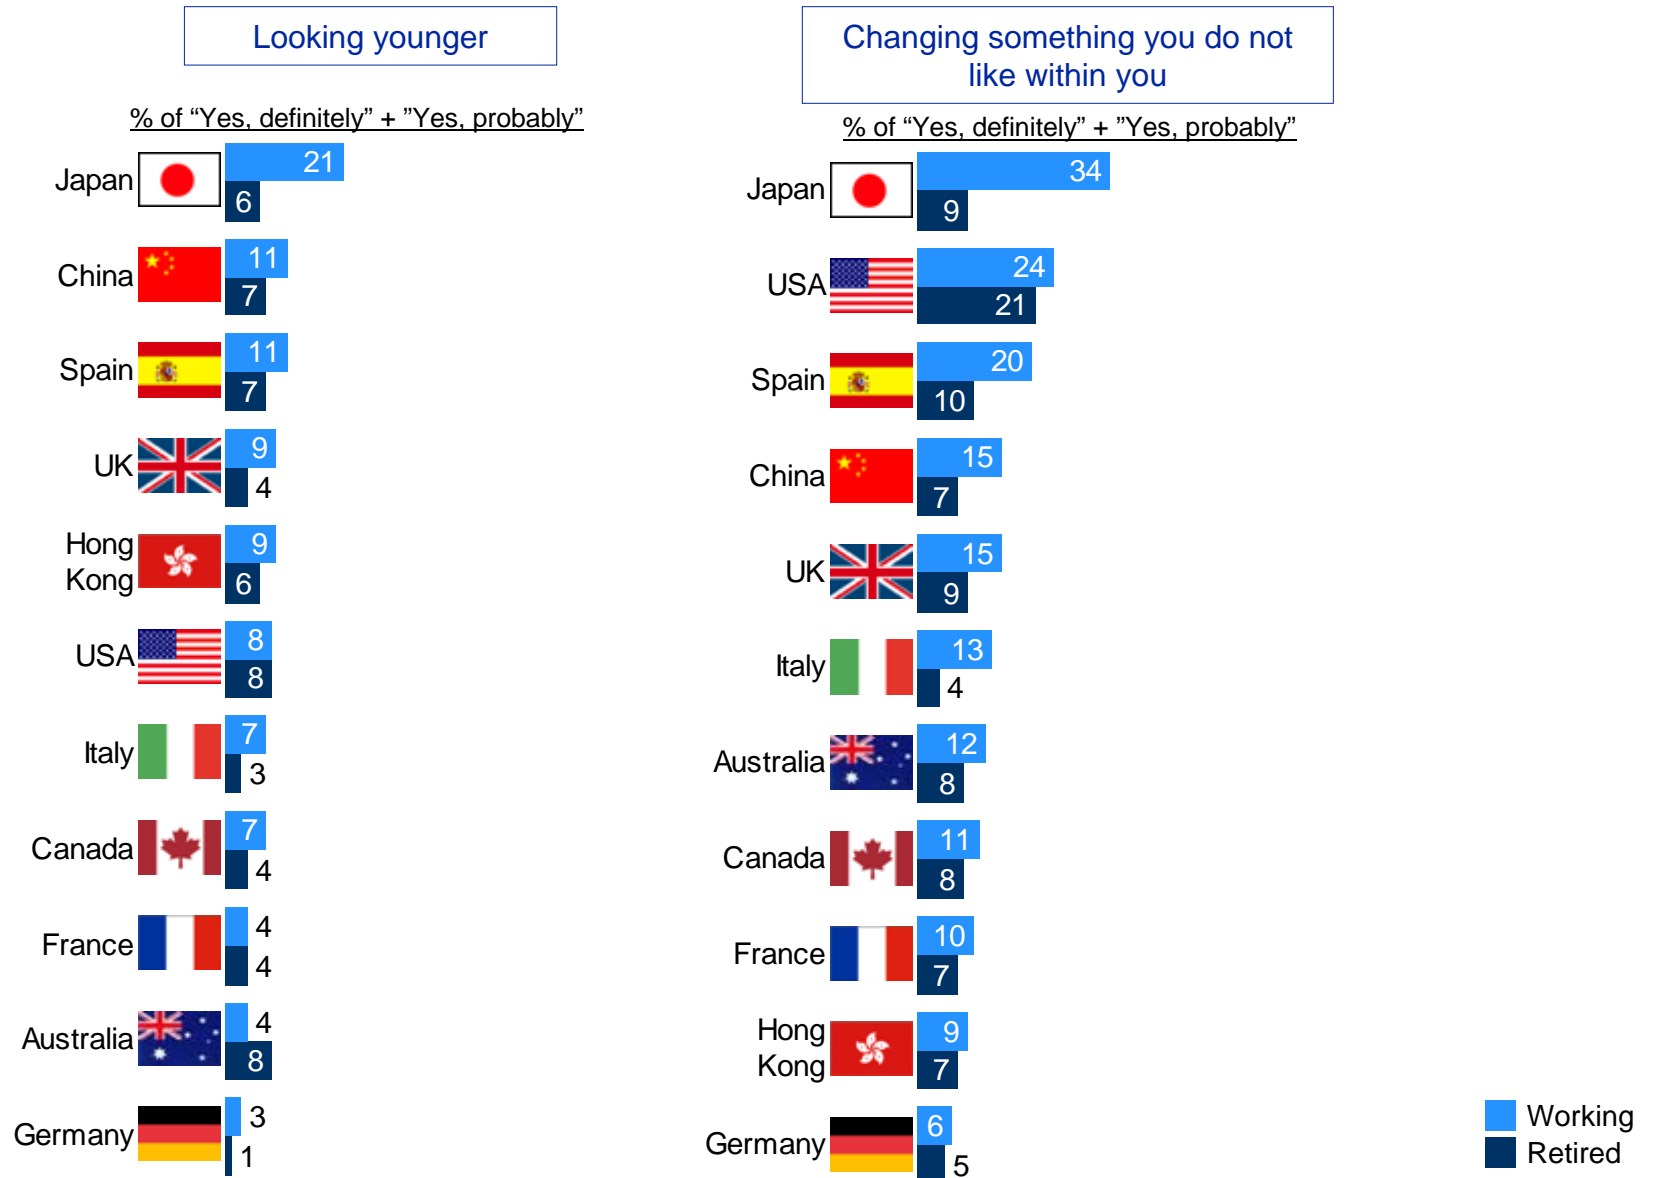 Looking younger
% of “Yes, definitely” + ”Yes, probably”
Japan
21
6
China
11
7
Spain
11
7
UK
9
4
Hong
Kong
9
6
USA
8
8
Italy
7
3
Canada
7
4
France
4
4
Australia
4
8
Germany
3
1
Changing something you do not
like within you
% of “Yes, definitely” + ”Yes, probably”
Japan
34
9
USA
24
21
Spain
20
10
China
15
7
UK
15
9
Italy
13
4
Australia
12
8
Canada
11
8
France
10
7
Hong
Kong
9
7
Germany
6
5
Working
Retired